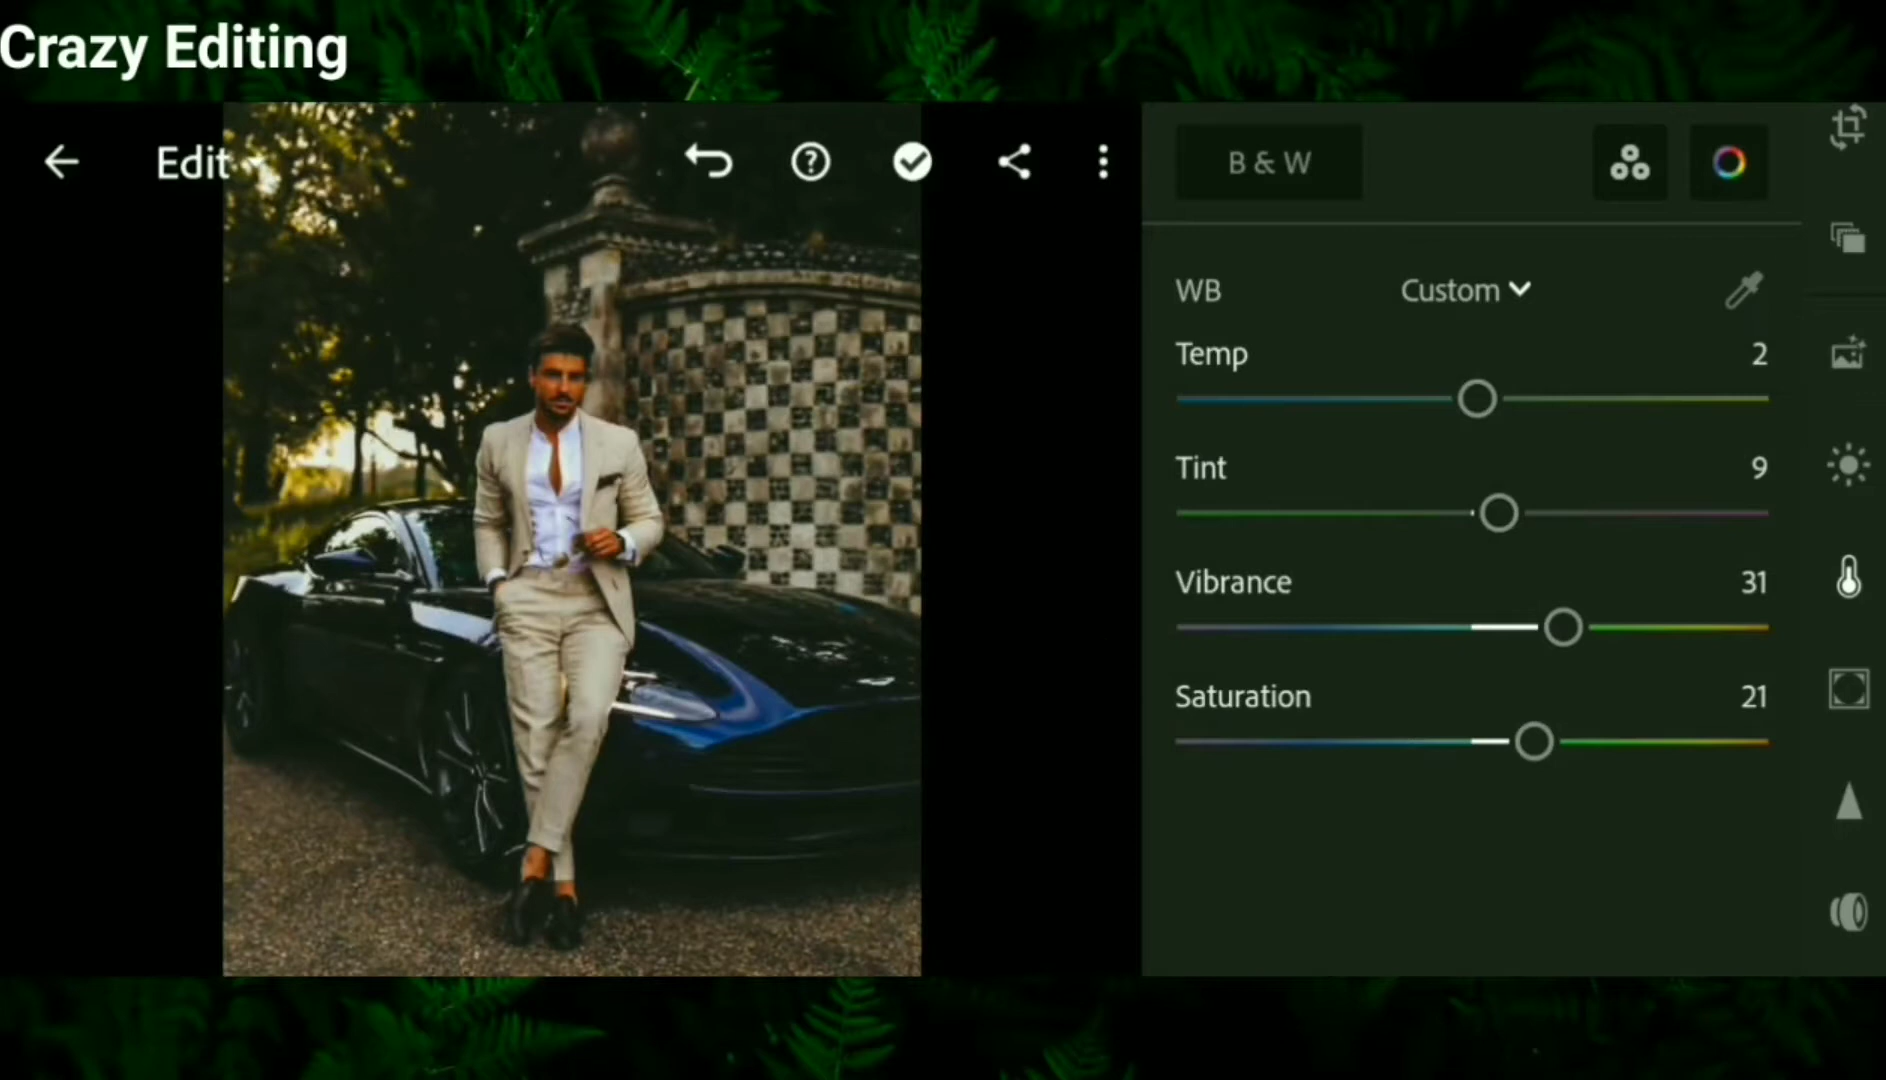 Crazy Editing
Edit
B & W
WB Custom
Temp 2
Tint 9
Vibrance 31
Saturation 21